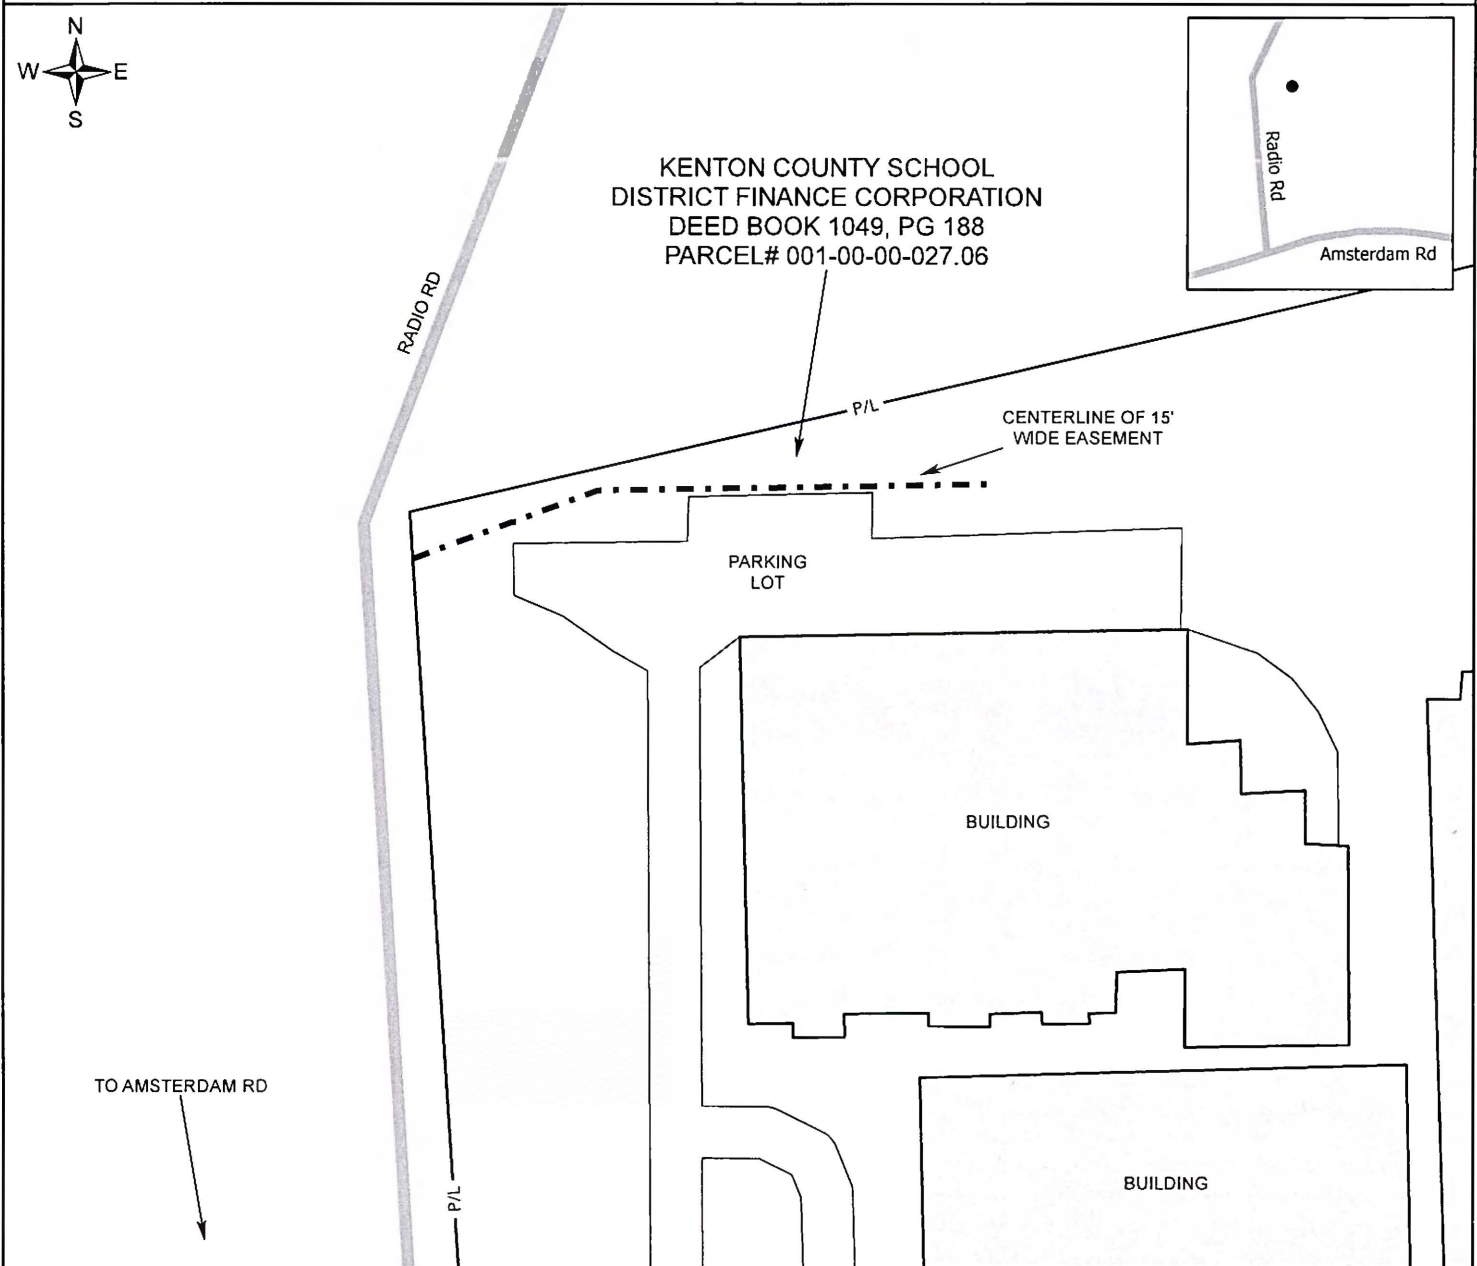 N
W E
S
KENTON COUNTY SCHOOL
DISTRICT FINANCE CORPORATION
DEED BOOK 1049, PG 188
PARCEL# 001-00-00-027.06
Radio Rd
Amsterdam Rd
RADIO RD
P/L
CENTERLINE OF 15'
WIDE EASEMENT
PARKING
LOT
BUILDING
TO AMSTERDAM RD
P/L
BUILDING